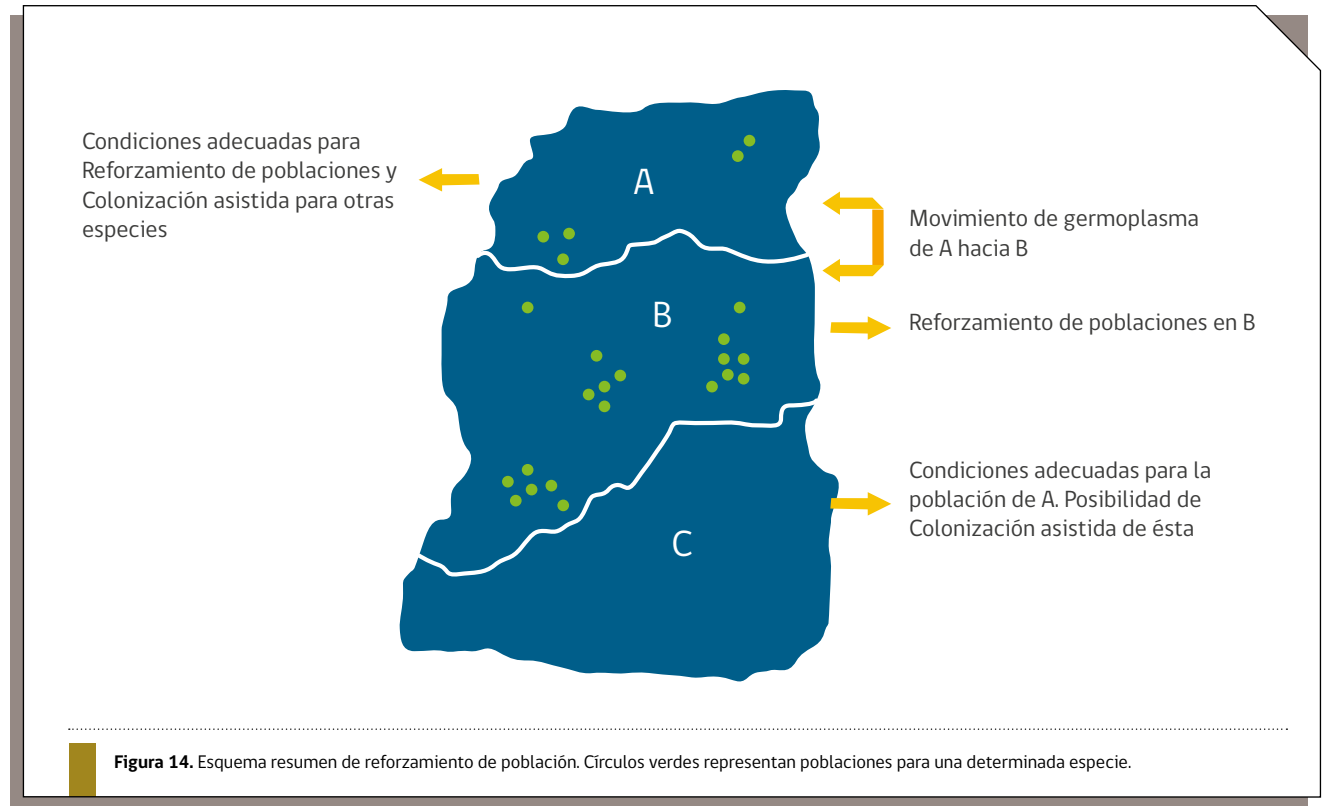 Condiciones adecuadas para
Reforzamiento de poblaciones y
Colonización asistida para otras
especies
A
Movimiento de germoplasma
de A hacia B
B
Reforzamiento de poblaciones en B
Condiciones adecuadas para la
población de A. Posibilidad de
Colonización asistida de ésta
C
Figura 14. Esquema resumen de reforzamiento de población. Círculos verdes representan poblaciones para una determinada especie.